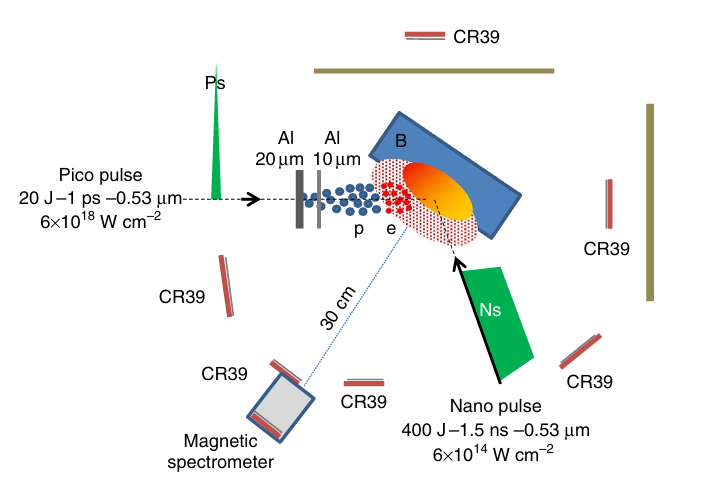 CR39
Ps
Al
20 μm
Al
10 μm
B
Pico pulse
20 J–1 ps –0.53 μm
6×10¹⁸ W cm⁻²
p
e
CR39
CR39
30 cm
Ns
CR39
CR39
CR39
Nano pulse
400 J–1.5 ns –0.53 μm
6×10¹⁴ W cm⁻²
Magnetic
spectrometer